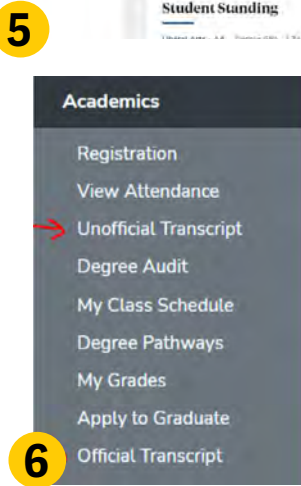 5
Student Standing
Academics
Registration
View Attendance
Unofficial Transcript
Degree Audit
My Class Schedule
Degree Pathways
My Grades
Apply to Graduate
6
Official Transcript